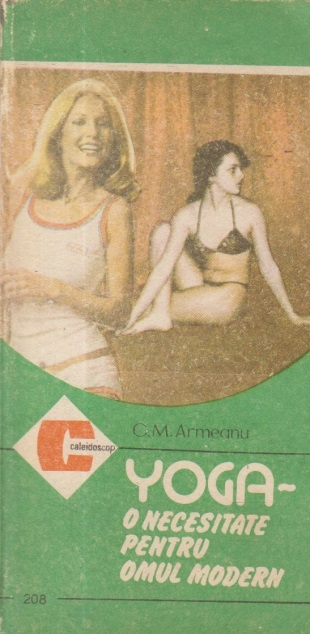 C.M. Armeanu
caleidoscop
YOGA-
O NECESITATE
PENTRU
OMUL MODERN
208